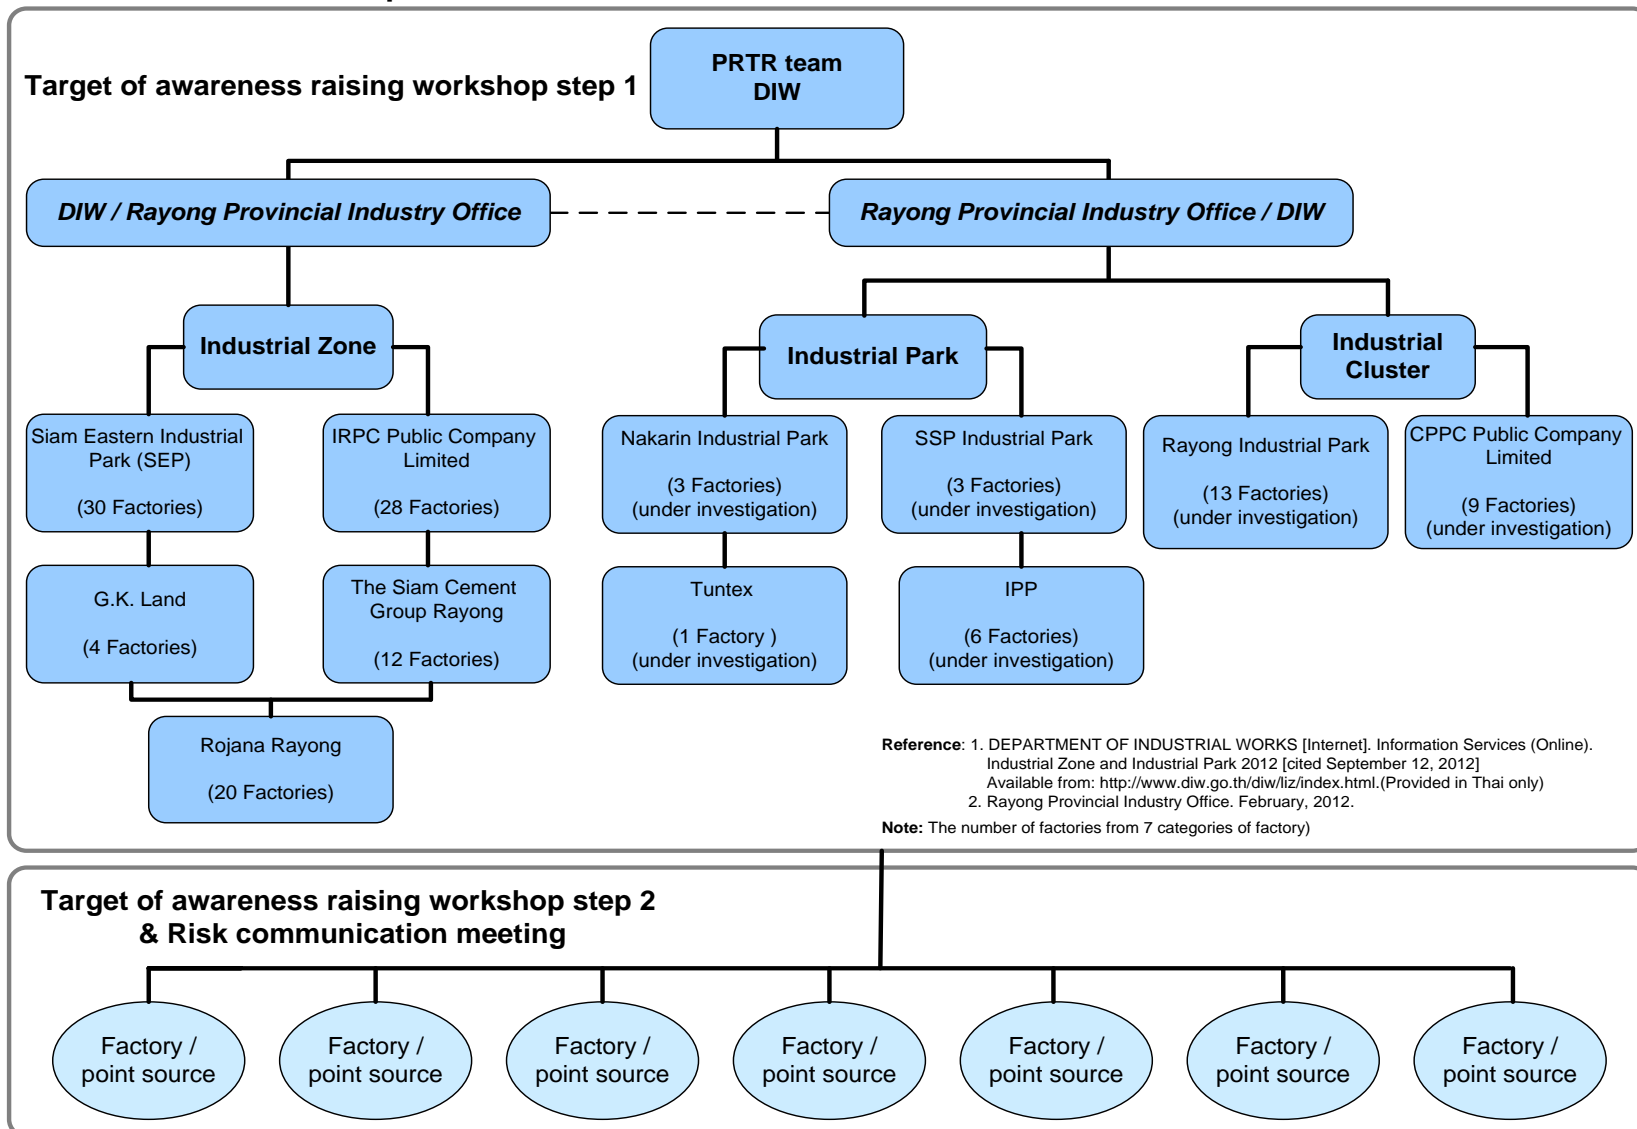 Target of awareness raising workshop step 1
PRTR team
DIW
DIW / Rayong Provincial Industry Office
Rayong Provincial Industry Office / DIW
Industrial Zone
Industrial Park
Industrial
Cluster
Siam Eastern Industrial
Park (SEP)
(30 Factories)
IRPC Public Company
Limited
(28 Factories)
Nakarin Industrial Park
(3 Factories)
(under investigation)
SSP Industrial Park
(3 Factories)
(under investigation)
Rayong Industrial Park
(13 Factories)
(under investigation)
CPPC Public Company
Limited
(9 Factories)
(under investigation)
G.K. Land
(4 Factories)
The Siam Cement
Group Rayong
(12 Factories)
Tuntex
(1 Factory )
(under investigation)
IPP
(6 Factories)
(under investigation)
Rojana Rayong
(20 Factories)
Reference: 1. DEPARTMENT OF INDUSTRIAL WORKS [Internet]. Information Services (Online).
Industrial Zone and Industrial Park 2012 [cited September 12, 2012]
Available from: http://www.diw.go.th/diw/liz/index.html.(Provided in Thai only)
2. Rayong Provincial Industry Office. February, 2012.
Note: The number of factories from 7 categories of factory)
Target of awareness raising workshop step 2
& Risk communication meeting
Factory /
point source
Factory /
point source
Factory /
point source
Factory /
point source
Factory /
point source
Factory /
point source
Factory /
point source